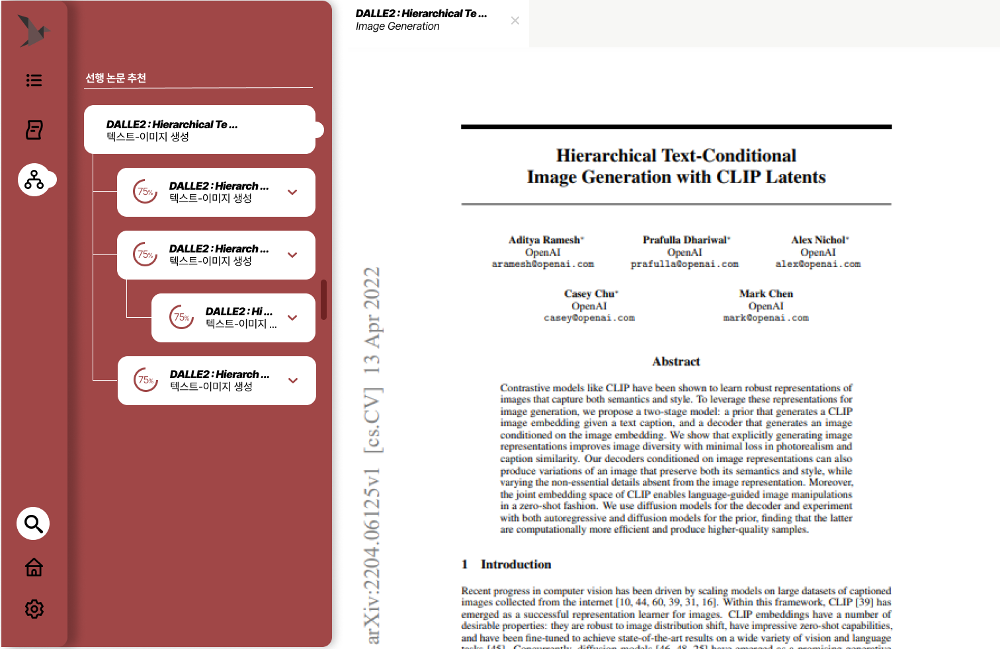 선행 논문 추천
DALLE2 : Hierarchical Te ...
텍스트-이미지 생성
75%
DALLE2 : Hierarch ...
텍스트-이미지 생성
75%
DALLE2 : Hierarch ...
텍스트-이미지 생성
75%
DALLE2 : Hi ...
텍스트-이미지 ...
75%
DALLE2 : Hierarch ...
텍스트-이미지 생성
DALLE2 : Hierarchical Te ...
Image Generation
arXiv:2204.06125v1 [cs.CV] 13 Apr 2022
Hierarchical Text-Conditional
Image Generation with CLIP Latents
Aditya Ramesh* Prafulla Dhariwal* Alex Nichol*
OpenAI OpenAI OpenAI
aramesh@openai.com prafulla@openai.com alex@openai.com
Casey Chu* Mark Chen
OpenAI OpenAI
casey@openai.com mark@openai.com
Abstract
Contrastive models like CLIP have been shown to learn robust representations of
images that capture both semantics and style. To leverage these representations for
image generation, we propose a two-stage model: a prior that generates a CLIP
image embedding given a text caption, and a decoder that generates an image
conditioned on the image embedding. We show that explicitly generating image
representations improves image diversity with minimal loss in photorealism and
caption similarity. Our decoders conditioned on image representations can also
produce variations of an image that preserve both its semantics and style, while
varying the non-essential details absent from the image representation. Moreover,
the joint embedding space of CLIP enables language-guided image manipulations
in a zero-shot fashion. We use diffusion models for the decoder and experiment
with both autoregressive and diffusion models for the prior, finding that the latter
are computationally more efficient and produce higher-quality samples.
1 Introduction
Recent progress in computer vision has been driven by scaling models on large datasets of captioned
images collected from the internet [10, 44, 60, 39, 31, 16]. Within this framework, CLIP [39] has
emerged as a successful representation learner for images. CLIP embeddings have a number of
desirable properties: they are robust to image distribution shift, have impressive zero-shot capabilities,
and have been fine-tuned to achieve state-of-the-art results on a wide variety of vision and language
tasks [45]. Concurrently, diffusion models [46, 48, 25] have emerged as a promising generative